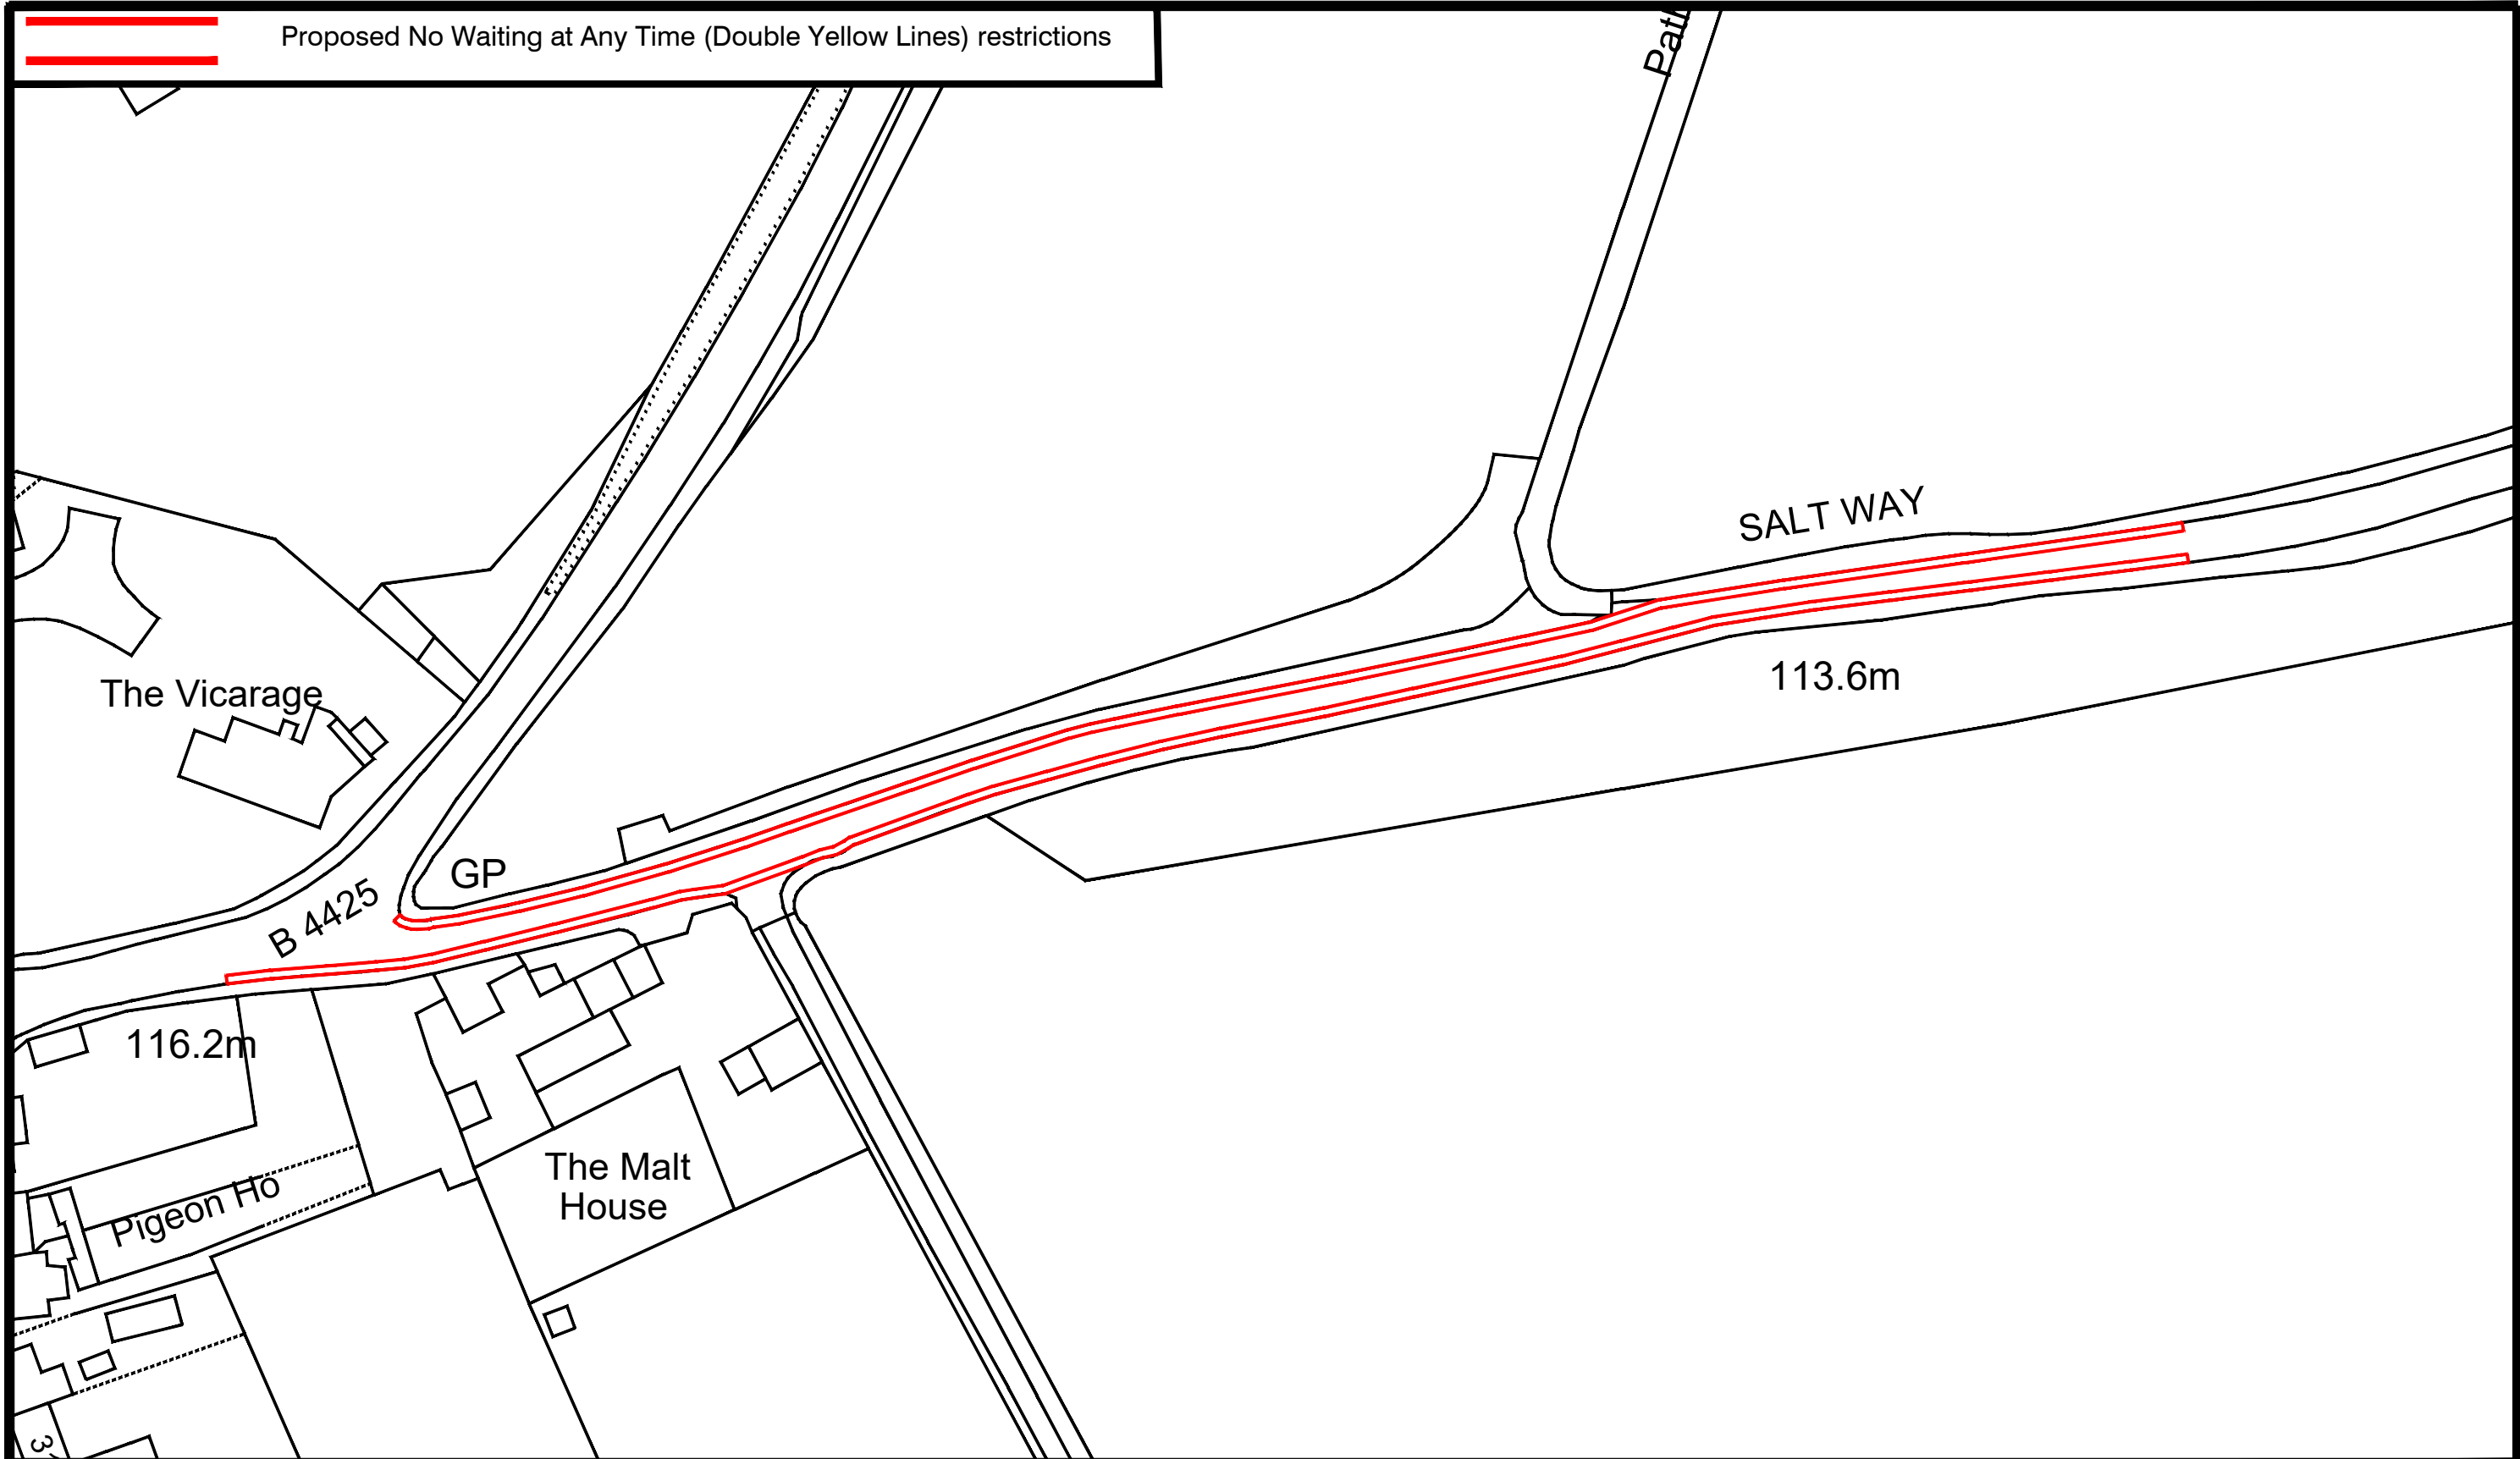 Proposed No Waiting at Any Time (Double Yellow Lines) restrictions
SALT WAY
113.6m
The Vicarage
GP
B 4425
116.2m
The Malt
House
Pigeon Ho